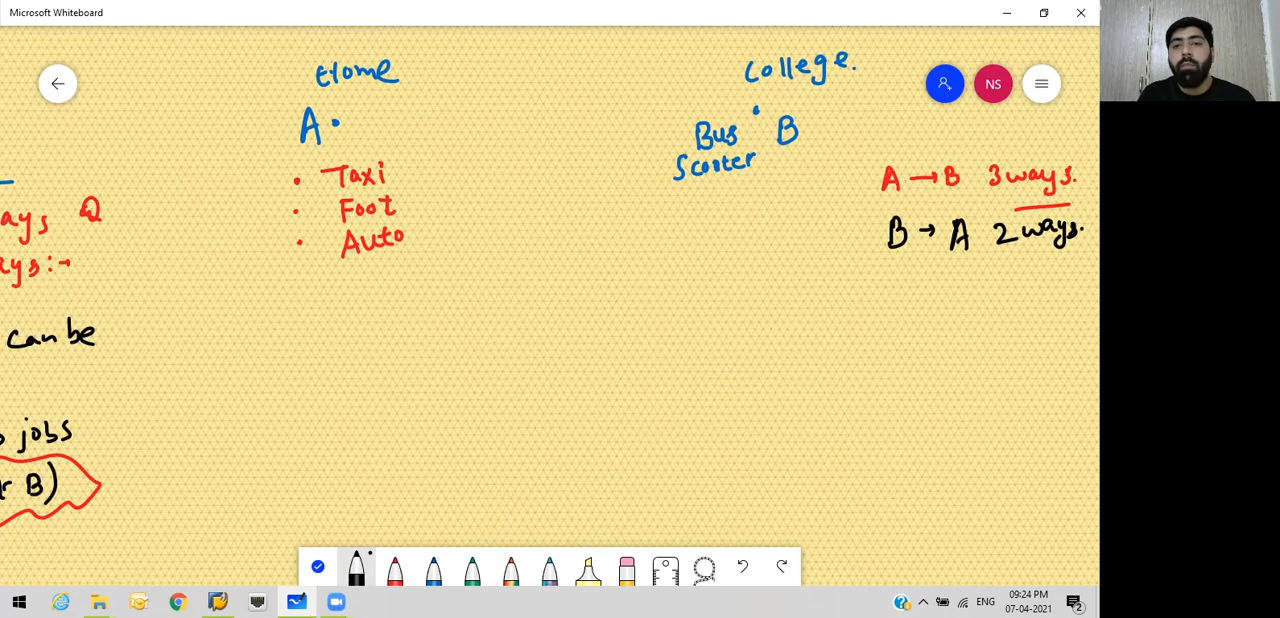 Microsoft Whiteboard
Home
College.
NS
A
Bus B
Scooter
Taxi
A → B 3 ways.
Foot
B → A 2 ways.
Auto
can be
jobs
B)
ENG
09:24 PM
07-04-2021
2